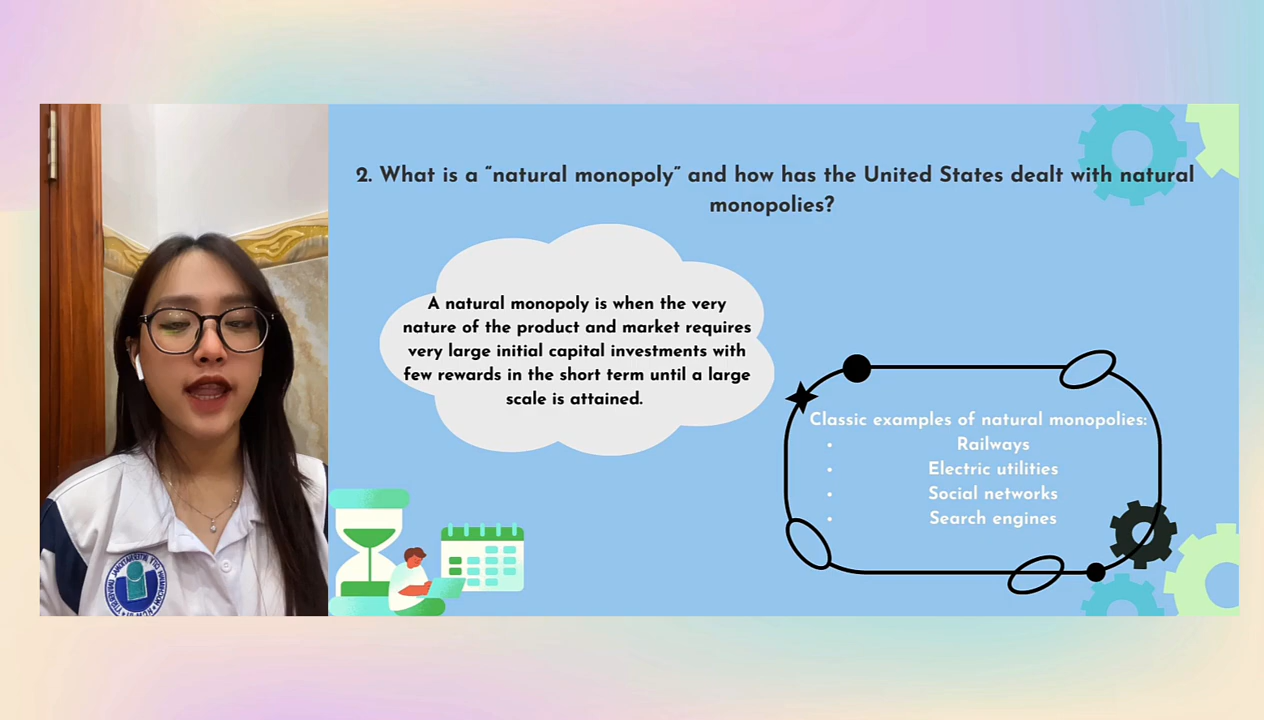 2. What is a “natural monopoly” and how has the United States dealt with natural
monopolies?
A natural monopoly is when the very
nature of the product and market requires
very large initial capital investments with
few rewards in the short term until a large
scale is attained.
Classic examples of natural monopolies:
• Railways
• Electric utilities
• Social networks
• Search engines